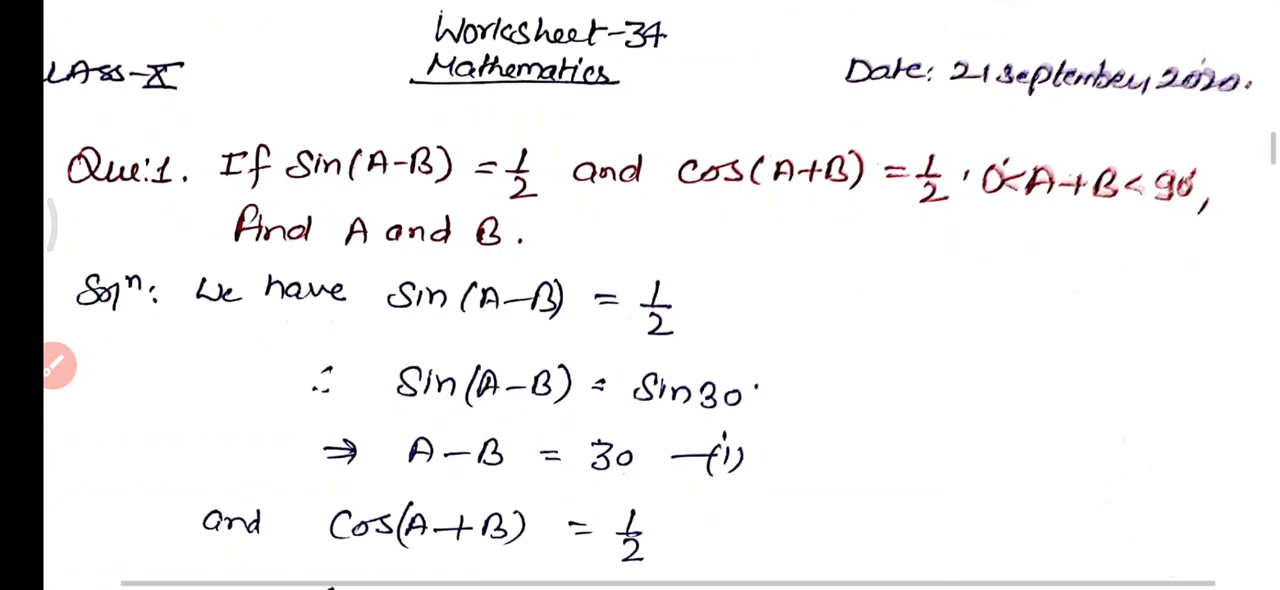 Worksheet-34
LASS-X
Mathematics
Date: 21 September, 2020.
Que:1. If Sin(A-B) = 1/2 and cos(A+B) = 1/2, 0°<A+B<90°,
find A and B.
Solⁿ: We have Sin(A-B) = 1/2
∴ Sin(A-B) = Sin30°
⇒ A-B = 30 —(i)
and Cos(A+B) = 1/2